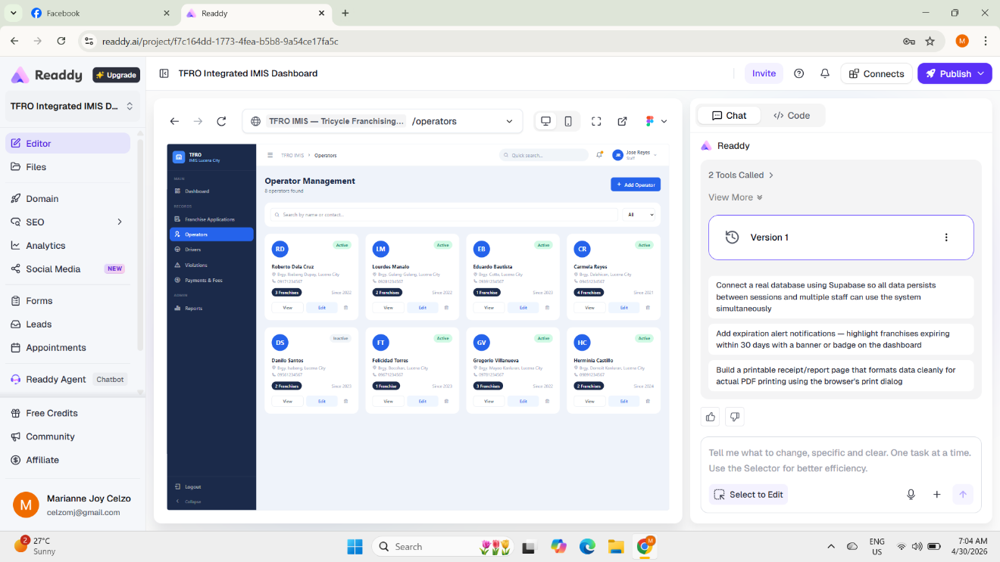 Facebook
Readdy
readdy.ai/project/f7c164dd-1773-4fea-b5b8-9a54ce17fa5c
M
Readdy
Upgrade
TFRO Integrated IMIS D...
Editor
Files
Domain
SEO
Analytics
Social Media NEW
Forms
Leads
Appointments
Readdy Agent Chatbot
Free Credits
Community
Affiliate
M
Marianne Joy Celzo
celzomj@gmail.com
TFRO Integrated IMIS Dashboard
Invite
Connects
Publish
TFRO IMIS — Tricycle Franchising... /operators
TFRO
IMIS Lucena City
MAIN
Dashboard
RECORDS
Franchise Applications
Operators
Drivers
Violations
Payments & Fees
ADMIN
Reports
Logout
Collapse
TFRO IMIS > Operators
Quick search...
JR
Jose Reyes
Staff
Operator Management
8 operators found
+ Add Operator
Search by name or contact...
All
RD Active
Roberto Dela Cruz
Brgy. Ibabang Dupay, Lucena City
09171234567
3 Franchises Since 2022
View Edit
LM Active
Lourdes Manalo
Brgy. Gulang-Gulang, Lucena City
09281234567
2 Franchises Since 2022
View Edit
EB Active
Eduardo Bautista
Brgy. Cotta, Lucena City
09391234567
1 Franchise Since 2023
View Edit
CR Active
Carmela Reyes
Brgy. Dalahican, Lucena City
09451234567
4 Franchises Since 2021
View Edit
DS Inactive
Danilo Santos
Brgy. Isabang, Lucena City
09561234567
2 Franchises Since 2023
View Edit
FT Active
Felicidad Torres
Brgy. Bocohan, Lucena City
09671234567
1 Franchise Since 2023
View Edit
GV Active
Gregorio Villanueva
Brgy. Mayao Kanluran, Lucena City
09781234567
3 Franchises Since 2022
View Edit
HC Active
Herminia Castillo
Brgy. Domoit Kanluran, Lucena City
09891234567
2 Franchises Since 2024
View Edit
Chat
Code
Readdy
2 Tools Called
View More
Version 1
Connect a real database using Supabase so all data persists
between sessions and multiple staff can use the system
simultaneously
Add expiration alert notifications — highlight franchises expiring
within 30 days with a banner or badge on the dashboard
Build a printable receipt/report page that formats data cleanly for
actual PDF printing using the browser's print dialog
Tell me what to change, specific and clear. One task at a time.
Use the Selector for better efficiency.
Select to Edit
2
27°C
Sunny
Search
M
ENG
US
7:04 AM
4/30/2026